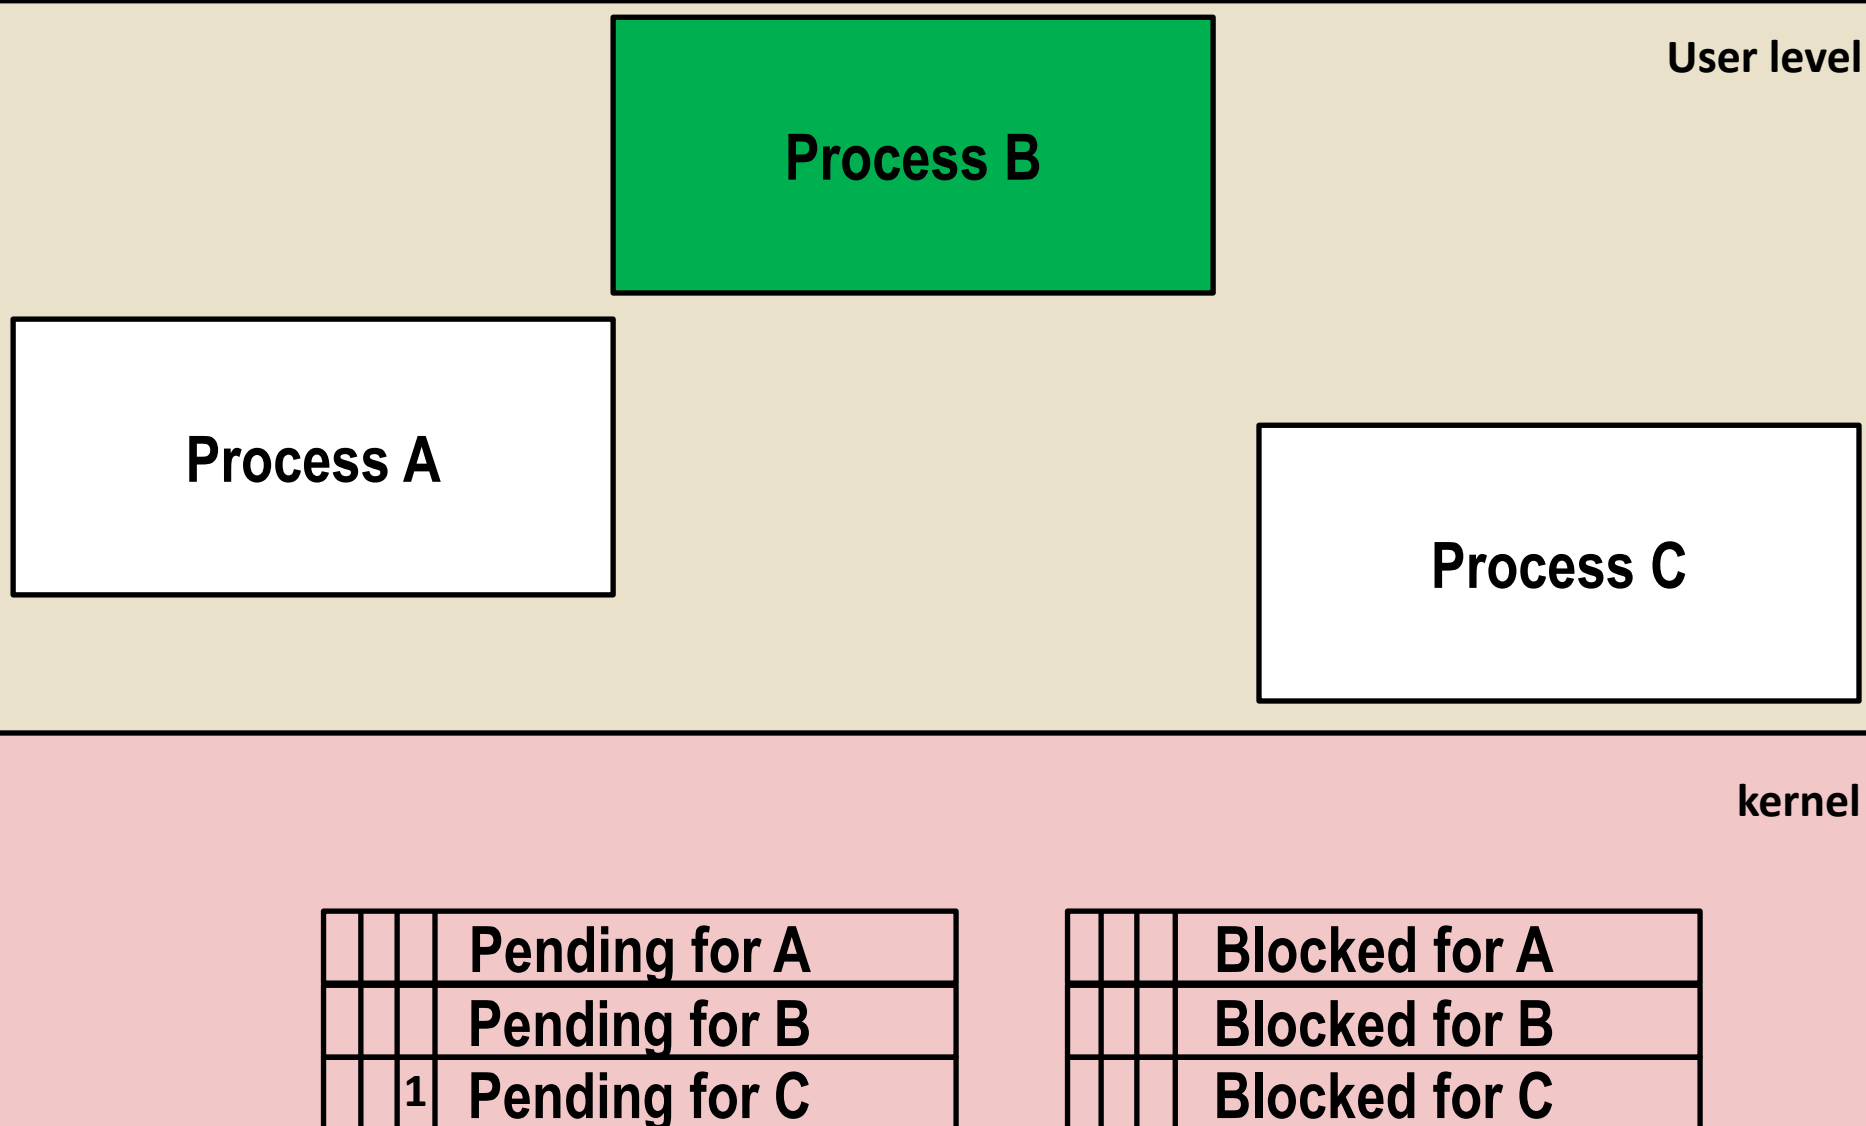 User level
Process B
Process A
Process C
kernel
Pending for A
Blocked for A
Pending for B
Blocked for B
1 Pending for C
Blocked for C